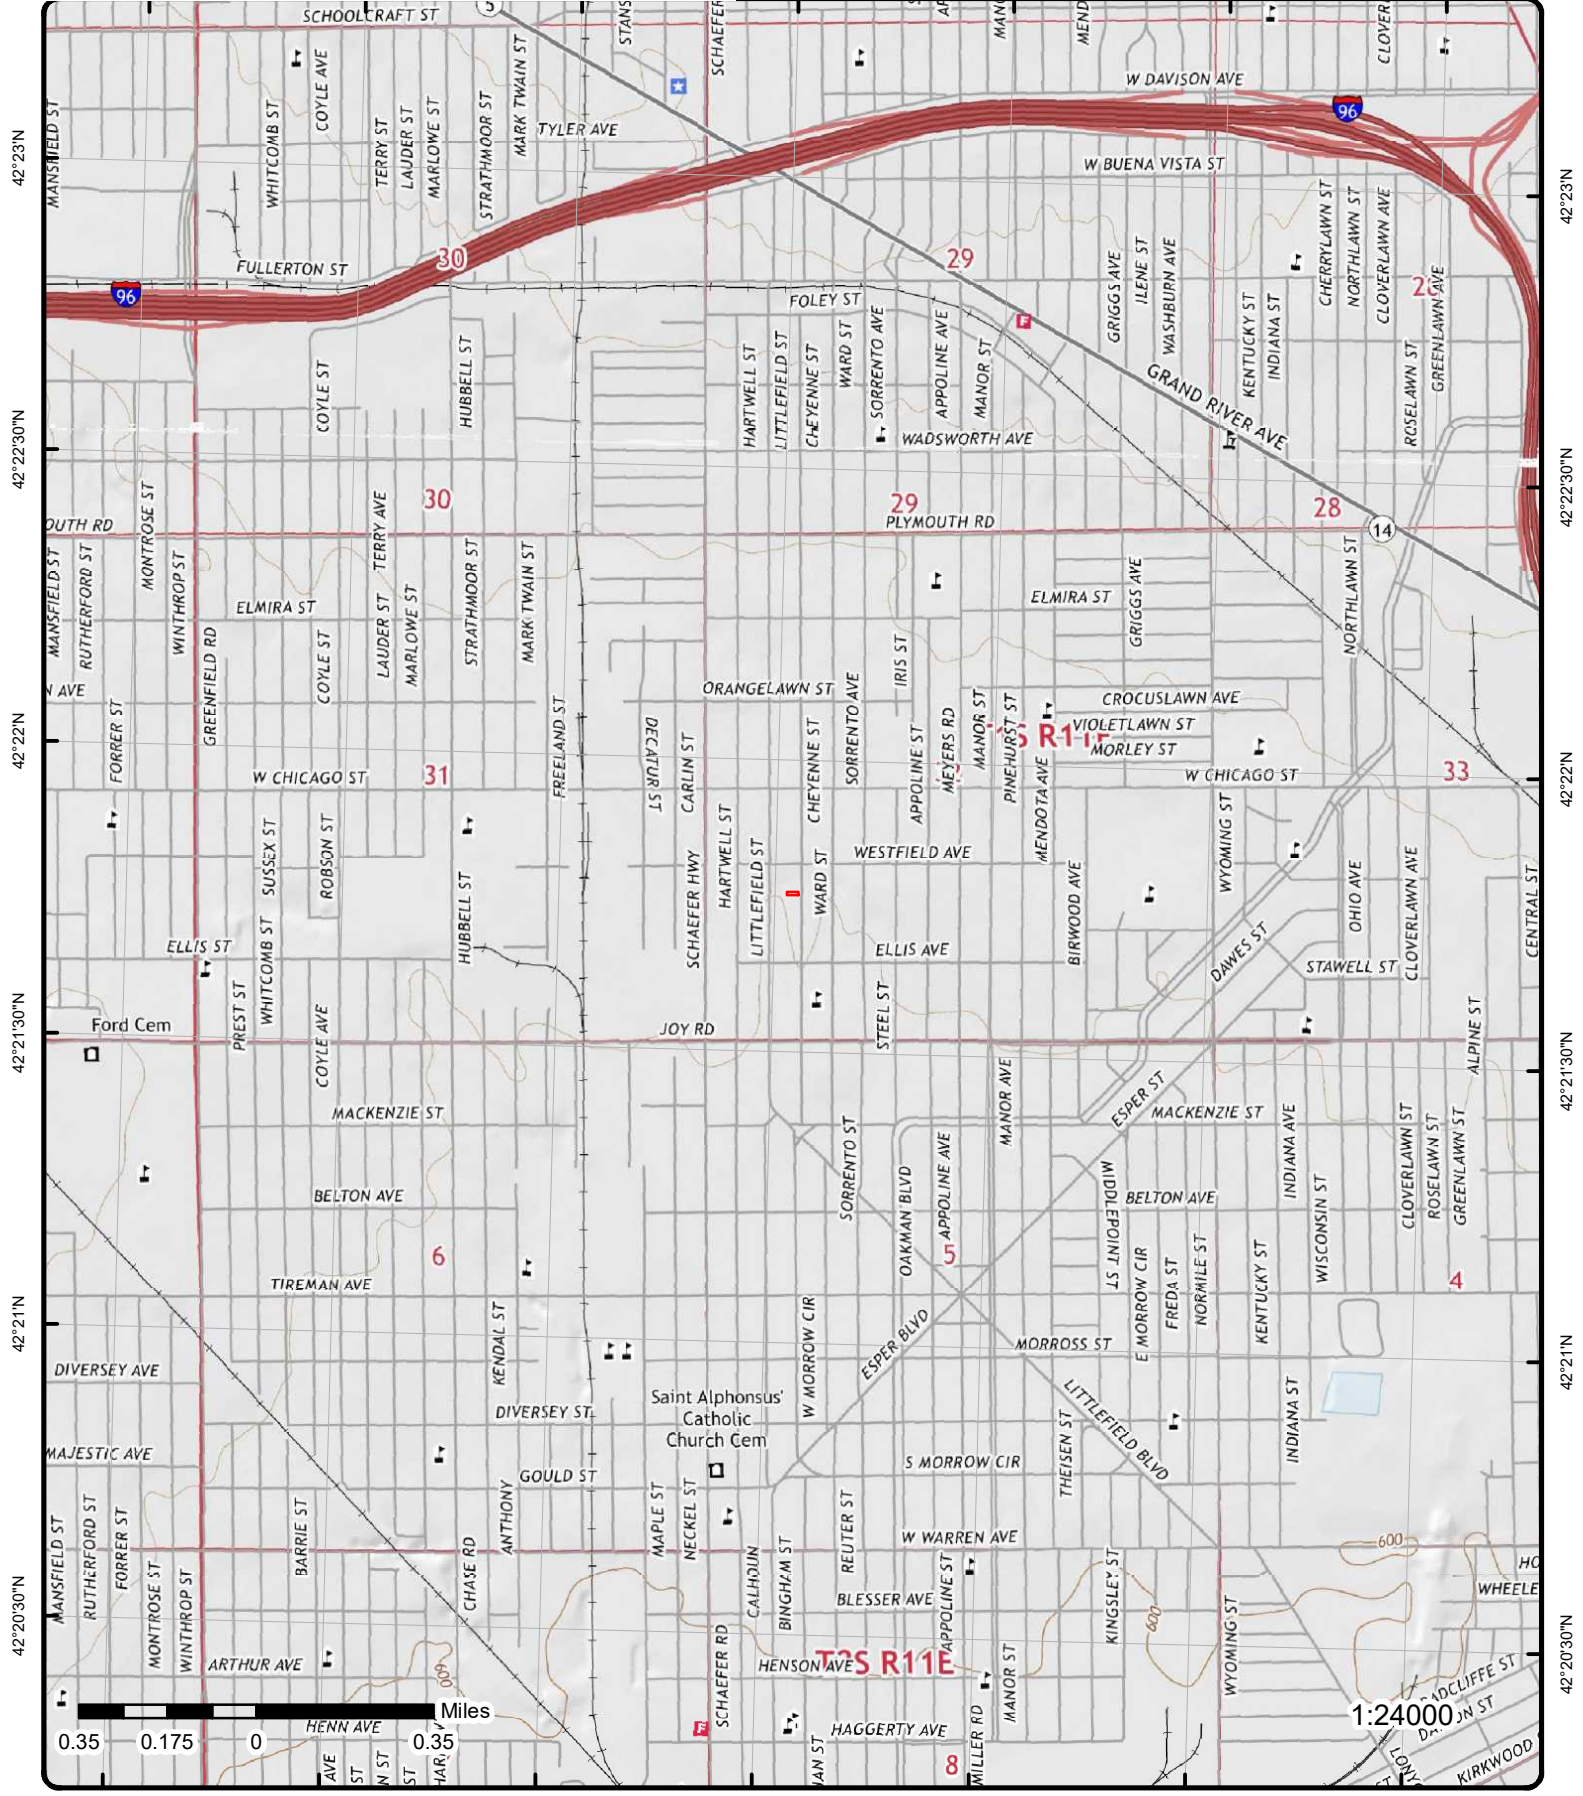 SCHOOLCRAFT ST
5
SCHAEFER
W DAVISON AVE
96
COYLE AVE
MANSFIELD ST
WHITCOMB ST
TERRY ST
LAUDER ST
MARLOWE ST
STRATHMOOR ST
MARK TWAIN ST
TYLER AVE
W BUENA VISTA ST
42°23'N
42°23'N
FULLERTON ST
30
29
96
FOLEY ST
GRIGGS AVE
ILENE ST
WASHBURN AVE
KENTUCKY ST
INDIANA ST
CHERRYLAWN ST
NORTHLAWN ST
CLOVERLAWN AVE
ROSELAWN ST
GREENLAWN AVE
F
COYLE ST
HUBBELL ST
HARTWELL ST
LITTLEFIELD ST
CHEYENNE ST
WARD ST
SORRENTO AVE
APPOLINE AVE
MANOR ST
GRAND RIVER AVE
WADSWORTH AVE
42°22'30"N
42°22'30"N
30
29
28
PLYMOUTH RD
OUTH RD
14
MONTROSE ST
TERRY AVE
MANSFIELD ST
RUTHERFORD ST
WINTHROP ST
ELMIRA ST
GREENFIELD RD
COYLE ST
LAUDER ST
MARLOWE ST
STRATHMOOR ST
MARK TWAIN ST
ELMIRA ST
GRIGGS AVE
NORTHLAWN ST
IRIS ST
N AVE
ORANGELAWN ST
CROCUSLAWN AVE
VIOLETLAWN ST
MORLEY ST
FORRER ST
FREELAND ST
DECATUR ST
CARLIN ST
CHEYENNE ST
SORRENTO AVE
APPOLINE ST
MEYERS RD
MANOR ST
PINEHURST ST
MENDOTA AVE
42°22'N
42°22'N
W CHICAGO ST
31
W CHICAGO ST
33
SUSSEX ST
ROBSON ST
HUBBELL ST
SCHAEFER HWY
HARTWELL ST
LITTLEFIELD ST
WARD ST
WESTFIELD AVE
BIRWOOD AVE
WYOMING ST
OHIO AVE
CLOVERLAWN AVE
CENTRAL ST
ELLIS ST
ELLIS AVE
DAWES ST
STAWELL ST
PREST ST
WHITCOMB ST
COYLE AVE
STEEL ST
ALPINE ST
42°21'30"N
42°21'30"N
Ford Cem
JOY RD
MACKENZIE ST
MANOR AVE
ESPER ST
MACKENZIE ST
SORRENTO ST
OAKMAN BLVD
APPOLINE AVE
MIDDLEPOINT ST
INDIANA AVE
WISCONSIN ST
CLOVERLAWN ST
ROSELAWN ST
GREENLAWN ST
BELTON AVE
BELTON AVE
6
5
4
TIREMAN AVE
E MORROW CIR
FREDA ST
NORMILE ST
KENTUCKY ST
42°21'N
42°21'N
KENDAL ST
W MORROW CIR
ESPER BLVD
MORROSS ST
DIVERSEY AVE
LITTLEFIELD BLVD
INDIANA ST
Saint Alphonsus'
Catholic
Church Cem
DIVERSEY ST
THEISEN ST
MAJESTIC AVE
S MORROW CIR
GOULD ST
MANSFIELD ST
RUTHERFORD ST
FORRER ST
MONTROSE ST
WINTHROP ST
BARRIE ST
CHASE RD
ANTHONY
MAPLE ST
NECKEL ST
CALHOUN
BINGHAM ST
REUTER ST
W WARREN AVE
600
HO
WHEELE
BLESSER AVE
APPOLINE ST
KINGSLEY ST
600
WYOMING ST
42°20'30"N
42°20'30"N
ARTHUR AVE
600
SCHAEFER RD
HENSON AVE
T2S R11E
MANOR ST
MILLER RD
Miles
0.35
0.175
0
0.35
HENN AVE
F
HAGGERTY AVE
8
1:24000
KIRKWOOD
AVE
ST
N ST
ST